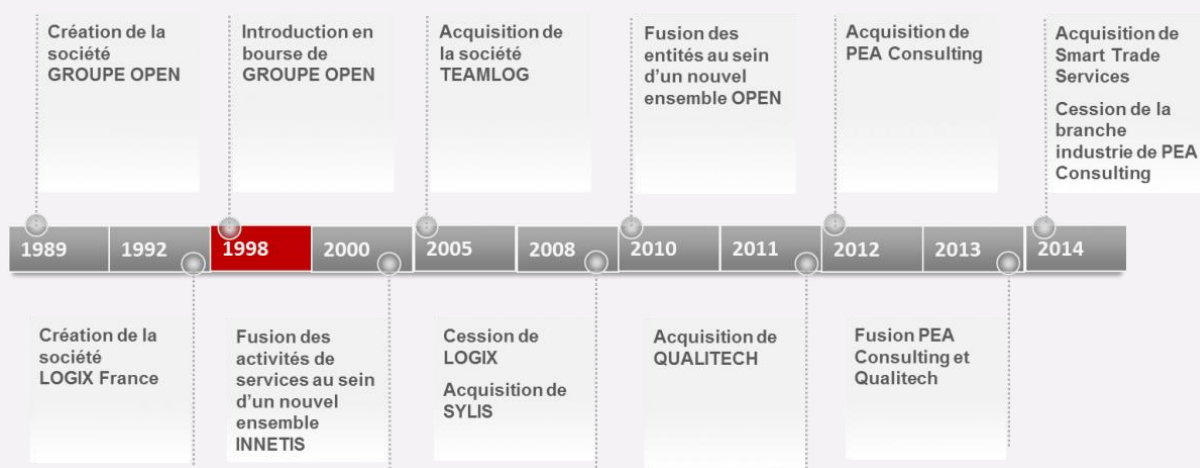 Création de la
société
GROUPE OPEN
Introduction en
bourse de
GROUPE OPEN
Acquisition de
la société
TEAMLOG
Fusion des
entités au sein
d'un nouvel
ensemble OPEN
Acquisition de
PEA Consulting
Acquisition de
Smart Trade
Services
Cession de la
branche
industrie de PEA
Consulting
1989
1992
1998
2000
2005
2008
2010
2011
2012
2013
2014
Création de la
société
LOGIX France
Fusion des
activités de
services au sein
d'un nouvel
ensemble
INNETIS
Cession de
LOGIX
Acquisition de
SYLIS
Acquisition de
QUALITECH
Fusion PEA
Consulting et
Qualitech